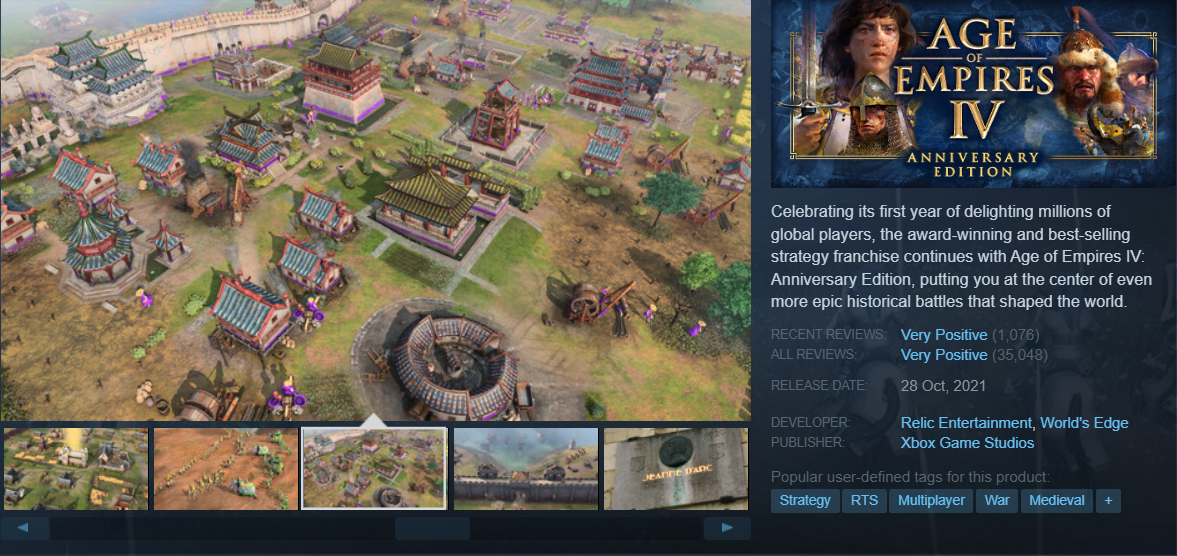 AGE
OF
EMPIRES
IV
ANNIVERSARY
EDITION
Celebrating its first year of delighting millions of
global players, the award-winning and best-selling
strategy franchise continues with Age of Empires IV:
Anniversary Edition, putting you at the center of even
more epic historical battles that shaped the world.
RECENT REVIEWS: Very Positive (1,076)
ALL REVIEWS: Very Positive (35,048)
RELEASE DATE: 28 Oct, 2021
DEVELOPER: Relic Entertainment, World's Edge
PUBLISHER: Xbox Game Studios
Popular user-defined tags for this product:
Strategy RTS Multiplayer War Medieval +
JEANNE D'ARC